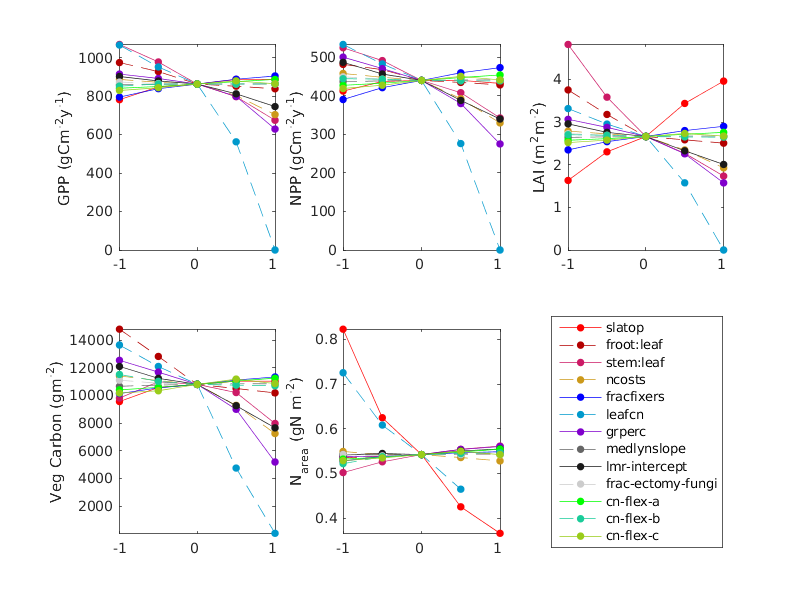 1000
800
600
400
200
0
GPP (gCm⁻²y⁻¹)
-1 0 1
500
400
300
200
100
0
NPP (gCm⁻²y⁻¹)
-1 0 1
4
3
2
1
0
LAI (m²m⁻²)
-1 0 1
14000
12000
10000
8000
6000
4000
2000
Veg Carbon (gm⁻²)
-1 0 1
0.8
0.7
0.6
0.5
0.4
N_area (gN m⁻²)
-1 0 1
slatop
froot:leaf
stem:leaf
ncosts
fracfixers
leafcn
grperc
medlynslope
lmr-intercept
frac-ectomy-fungi
cn-flex-a
cn-flex-b
cn-flex-c